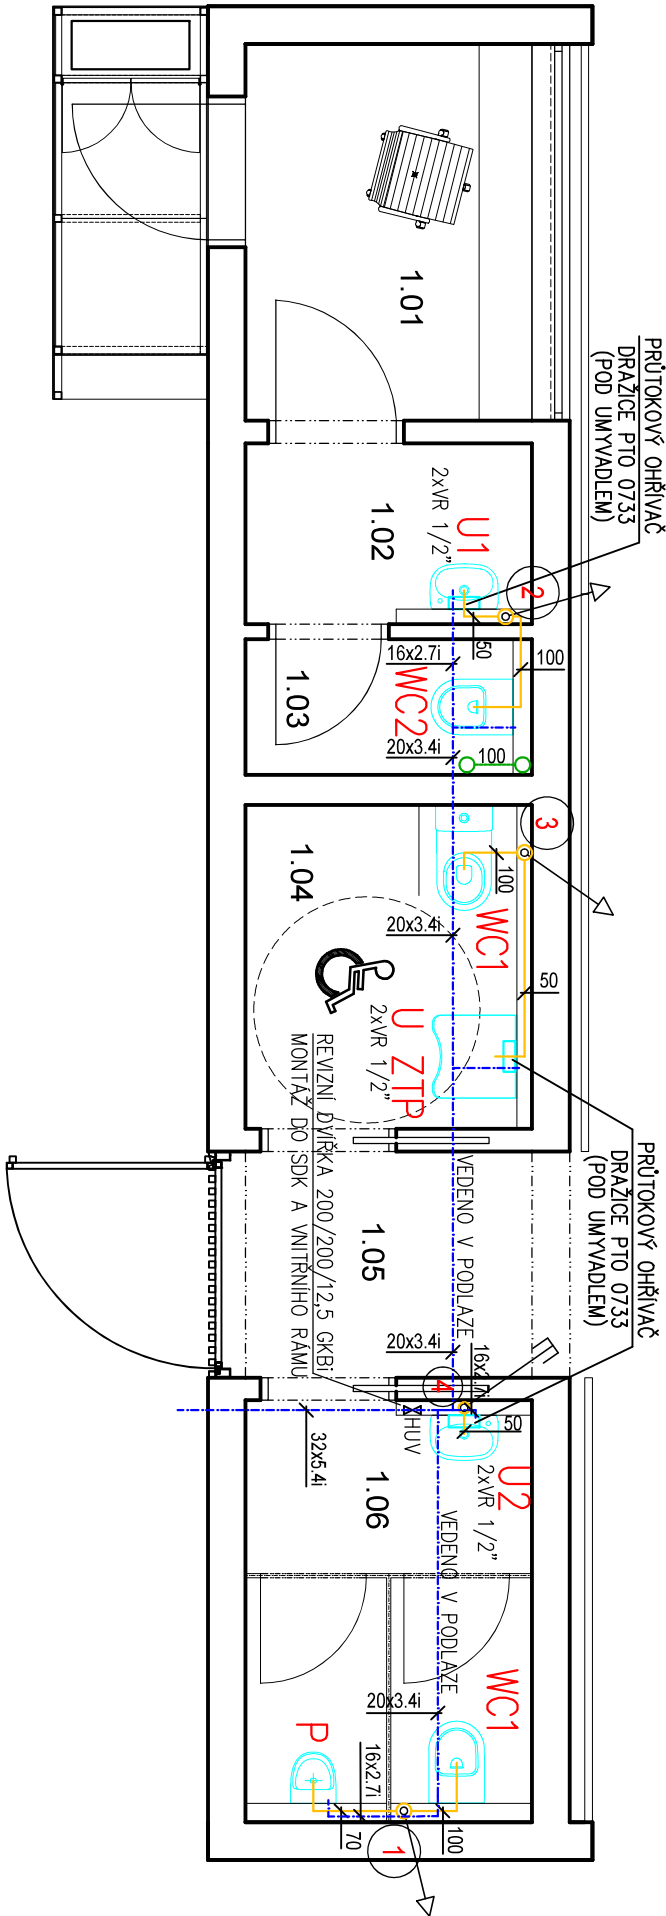 PRŮTOKOVÝ OHŘÍVAČ
DRAŽICE PTO 0733
(POD UMYVADLEM)
1.01
1.02
U1
2xVR 1/2"
2
50
100
16x2.7i
1.03
WC2
20x3.4i
100
3
1.04
100
WC1
20x3.4i
50
U ZTP
2xVR 1/2"
PRŮTOKOVÝ OHŘÍVAČ
DRAŽICE PTO 0733
(POD UMYVADLEM)
REVIZNÍ DVÍŘKA 200/200/12,5 GKBi
MONTÁŽ DO SDK A VNITŘNÍHO RÁMU
VEDENO V PODLAZE
1.05
20x3.4i
16x2.7i
4
50
HUV
32x5.4i
1.06
U2
2xVR 1/2"
VEDENO V PODLAZE
WC1
20x3.4i
P
16x2.7i
70
100
1